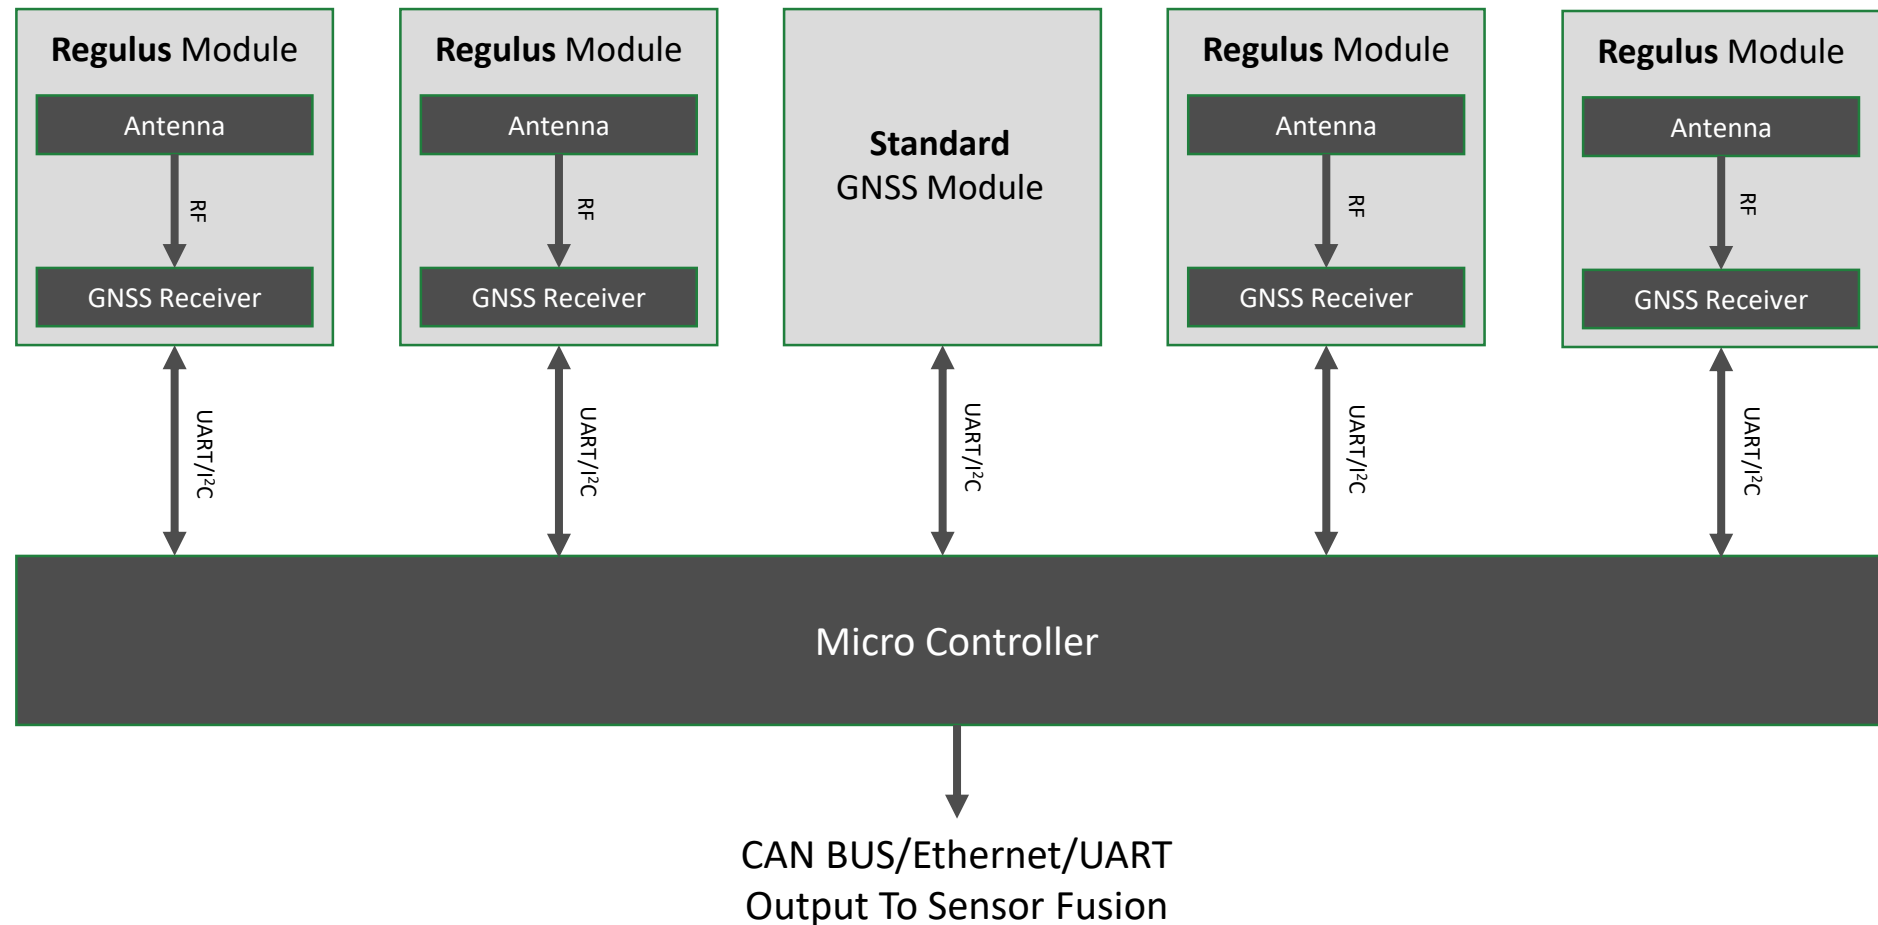 Regulus Module
Antenna
RF
GNSS Receiver
Regulus Module
Antenna
RF
GNSS Receiver
Standard
GNSS Module
Regulus Module
Antenna
RF
GNSS Receiver
Regulus Module
Antenna
RF
GNSS Receiver
UART/I²C
UART/I²C
UART/I²C
UART/I²C
UART/I²C
Micro Controller
CAN BUS/Ethernet/UART
Output To Sensor Fusion